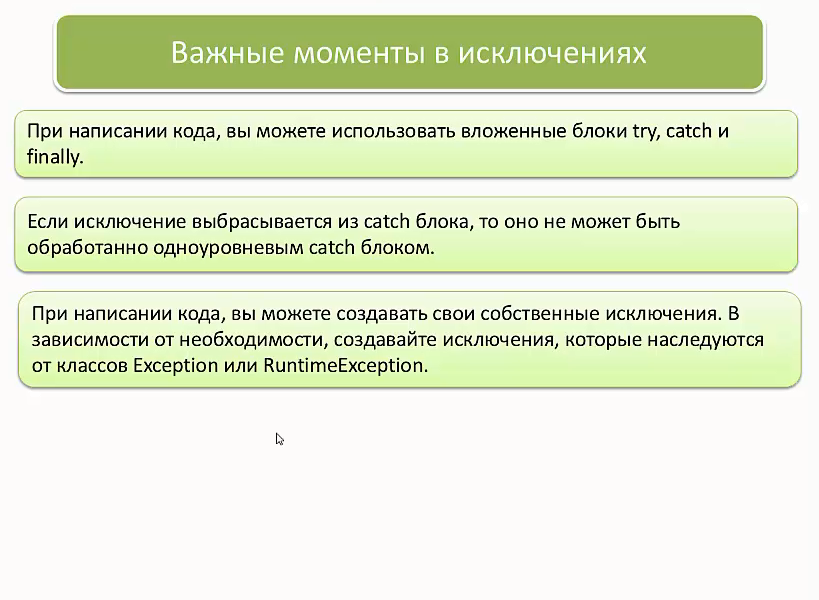 Важные моменты в исключениях
При написании кода, вы можете использовать вложенные блоки try, catch и
finally.
Если исключение выбрасывается из catch блока, то оно не может быть
обработанно одноуровневым catch блоком.
При написании кода, вы можете создавать свои собственные исключения. В
зависимости от необходимости, создавайте исключения, которые наследуются
от классов Exception или RuntimeException.